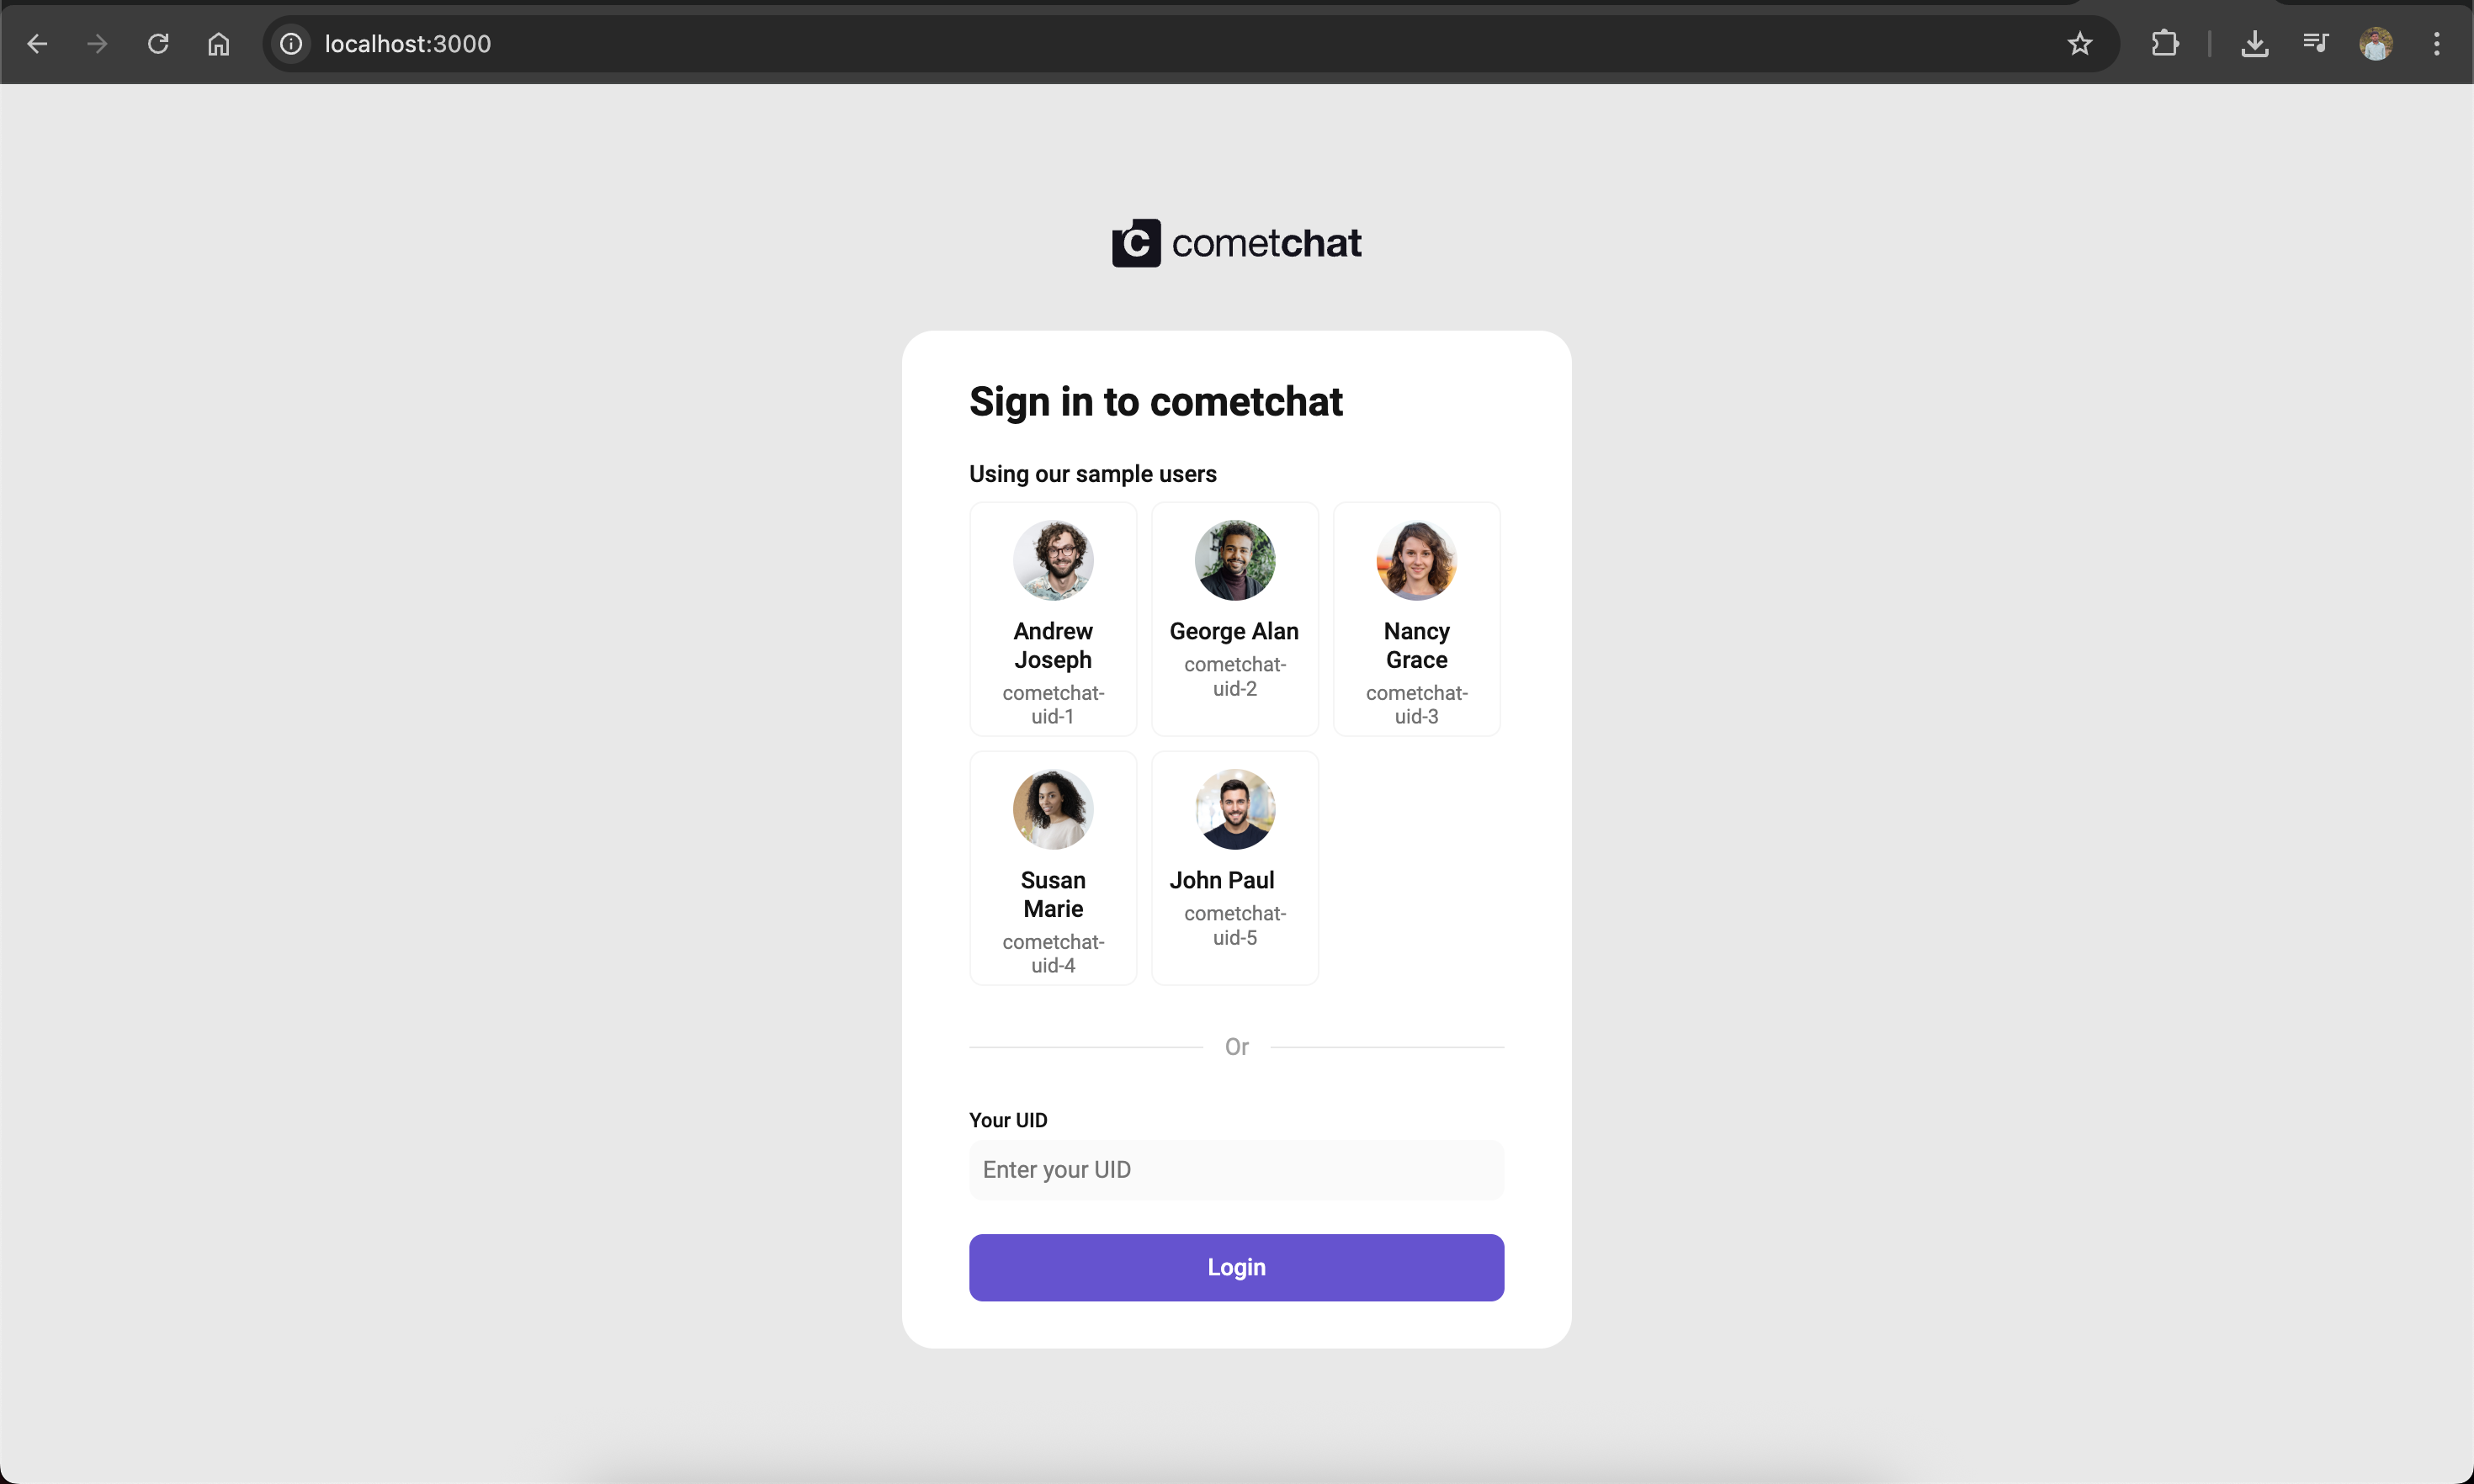 localhost:3000
cometchat
Sign in to cometchat
Using our sample users
Andrew
Joseph
cometchat-
uid-1
George Alan
cometchat-
uid-2
Nancy
Grace
cometchat-
uid-3
Susan
Marie
cometchat-
uid-4
John Paul
cometchat-
uid-5
Or
Your UID
Enter your UID
Login